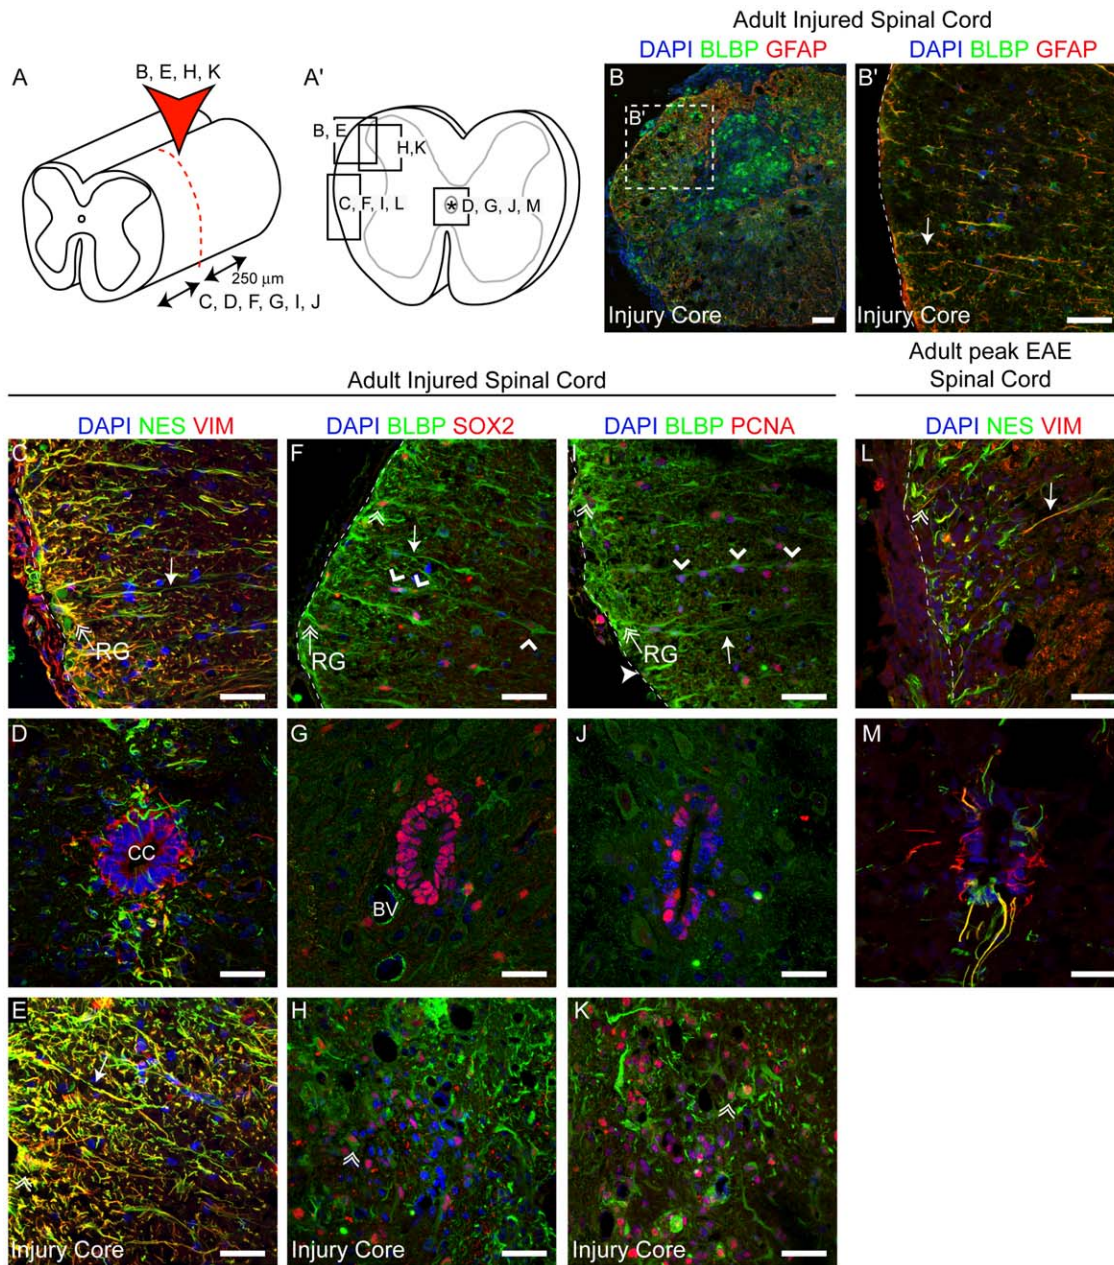 Adult Injured Spinal Cord
DAPI BLBP GFAP
DAPI BLBP GFAP
A
B, E, H, K
250 µm
C, D, F, G, I, J
A'
B, E
H,K
C, F, I, L
* D, G, J, M
B
B'
Injury Core
B'
Injury Core
Adult Injured Spinal Cord
Adult peak EAE
Spinal Cord
DAPI NES VIM
DAPI BLBP SOX2
DAPI BLBP PCNA
DAPI NES VIM
C
RG
F
RG
I
RG
L
D
CC
G
BV
J
M
E
Injury Core
H
Injury Core
K
Injury Core